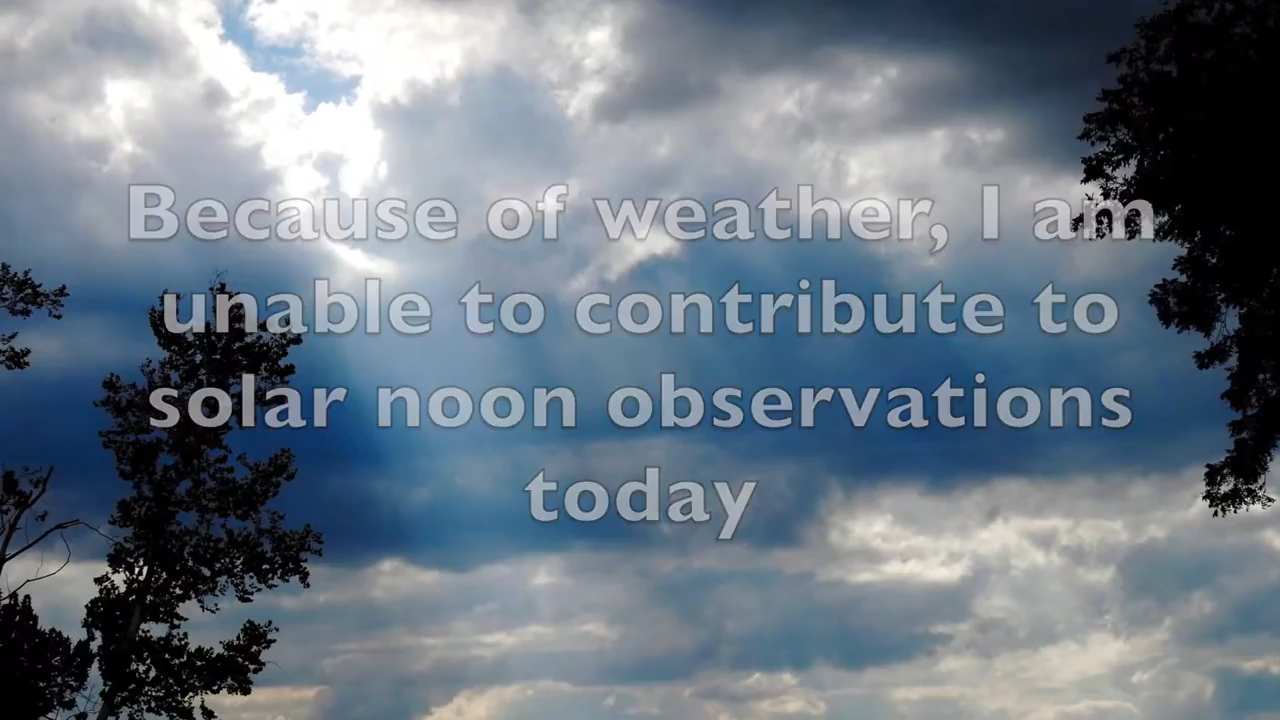 Because of weather, I am
unable to contribute to
solar noon observations
today